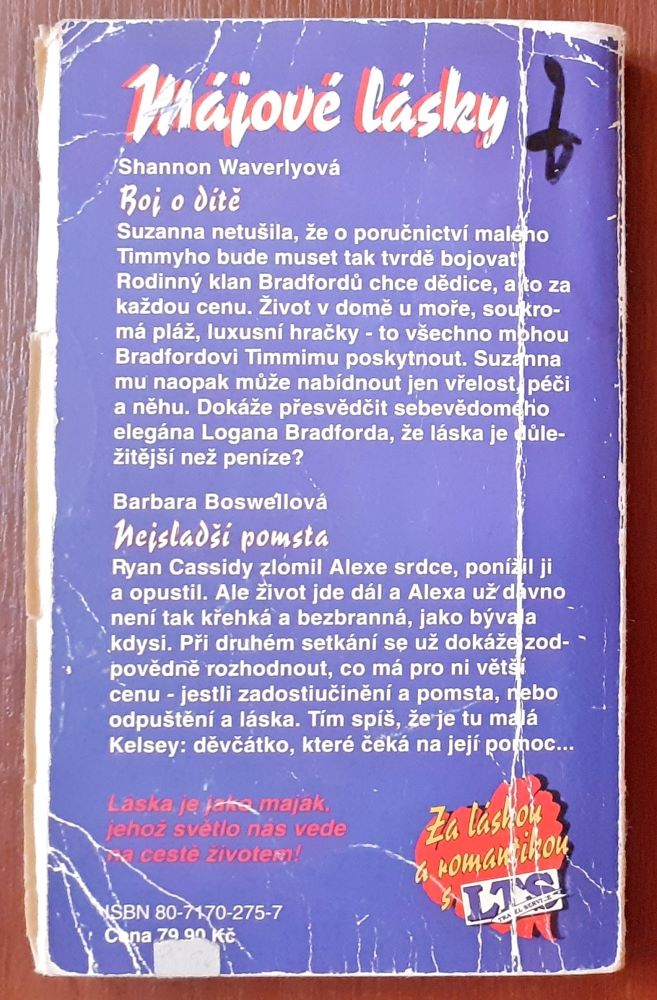 Májové lásky
Shannon Waverlyová
Boj o dítě
Suzanna netušila, že o poručnictví malého
Timmyho bude muset tak tvrdě bojovat.
Rodinný klan Bradfordů chce dědice, a to za
každou cenu. Život v domě u moře, soukro-
má pláž, luxusní hračky - to všechno mohou
Bradfordovi Timmimu poskytnout. Suzanna
mu naopak může nabídnout jen vřelost, péči
a něhu. Dokáže přesvědčit sebevědomého
elegána Logana Bradforda, že láska je důle-
žitější než peníze?
Barbara Boswellová
Nejsladší pomsta
Ryan Cassidy zlomil Alexe srdce, ponížil ji
a opustil. Ale život jde dál a Alexa už dávno
není tak křehká a bezbranná, jako bývala
kdysi. Při druhém setkání se už dokáže zod-
povědně rozhodnout, co má pro ni větší
cenu - jestli zadostiučinění a pomsta, nebo
odpuštění a láska. Tím spíš, že je tu malá
Kelsey: děvčátko, které čeká na její pomoc...
Láska je jako maják,
jehož světlo nás vede
na cestě životem!
Za láskou
a romantikou
s LTS
TRAVEL SERVICE
ISBN 80-7170-275-7
Cena 79,90 Kč